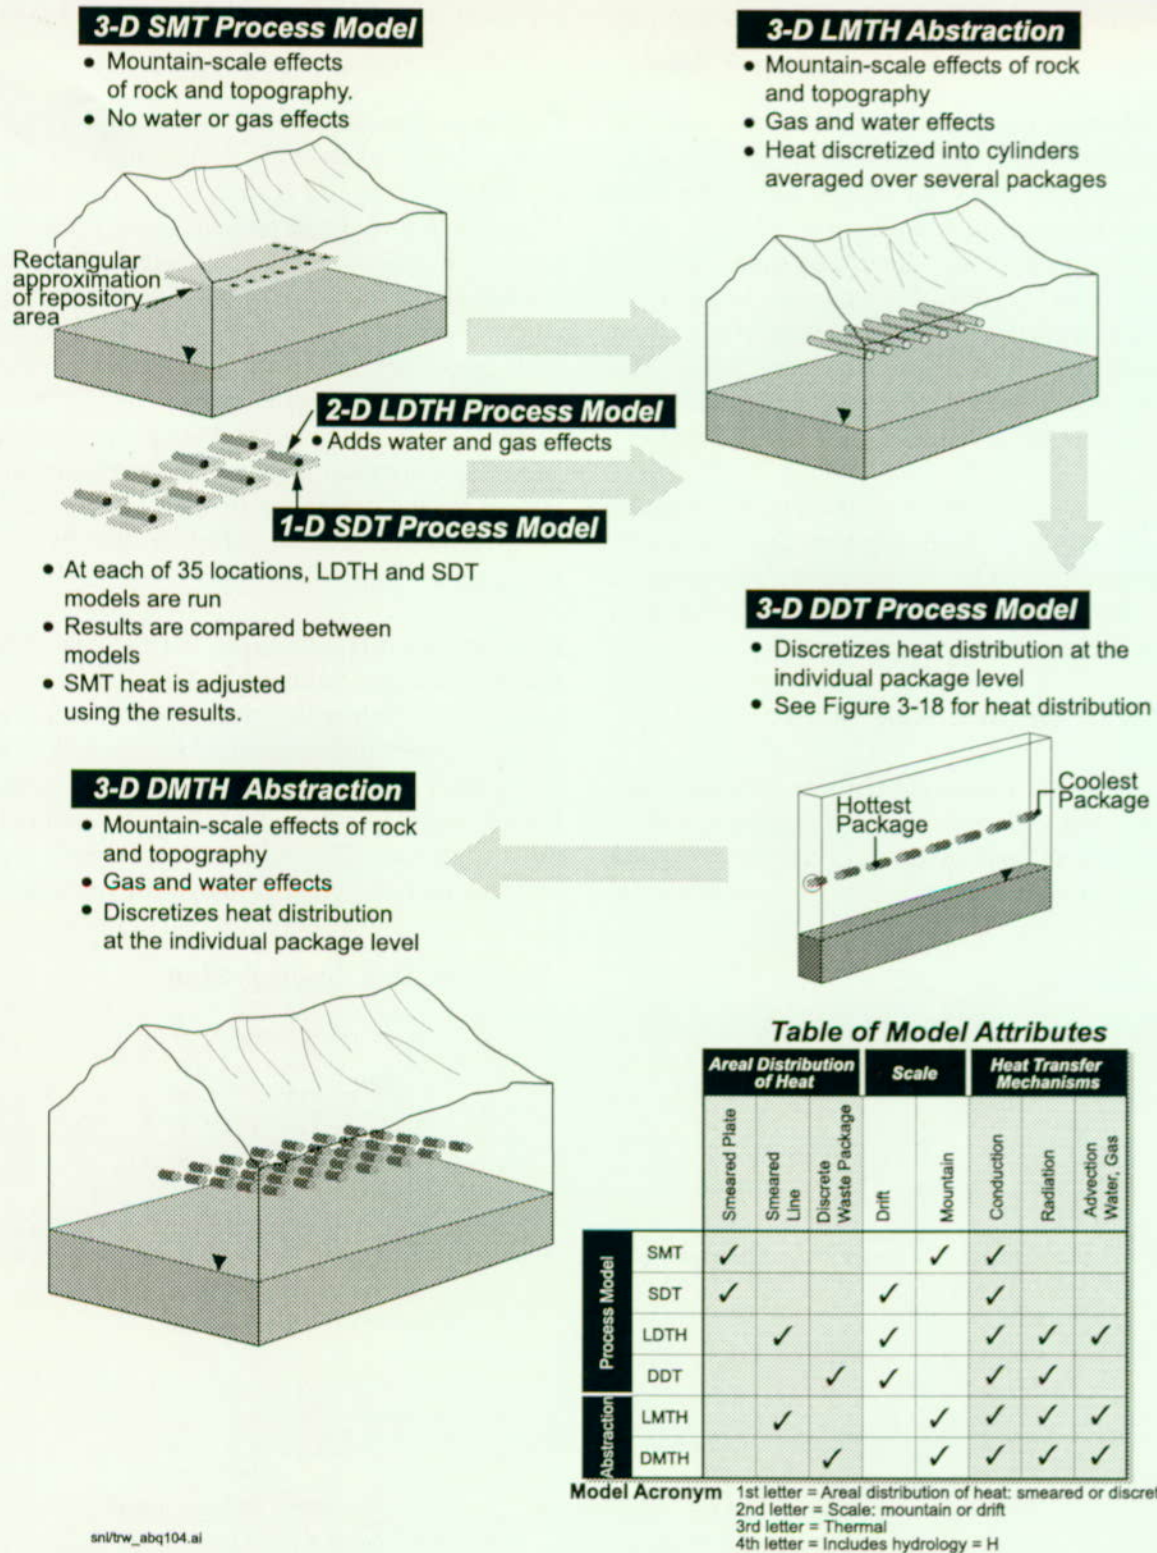 3-D SMT Process Model
• Mountain-scale effects
of rock and topography.
• No water or gas effects
Rectangular
approximation
of repository
area
3-D LMTH Abstraction
• Mountain-scale effects of rock
and topography
• Gas and water effects
• Heat discretized into cylinders
averaged over several packages
2-D LDTH Process Model
• Adds water and gas effects
1-D SDT Process Model
• At each of 35 locations, LDTH and SDT
models are run
• Results are compared between
models
• SMT heat is adjusted
using the results.
3-D DDT Process Model
• Discretizes heat distribution at the
individual package level
• See Figure 3-18 for heat distribution
Hottest
Package
Coolest
Package
3-D DMTH Abstraction
• Mountain-scale effects of rock
and topography
• Gas and water effects
• Discretizes heat distribution
at the individual package level
Table of Model Attributes
Areal Distribution
of Heat
Scale
Heat Transfer
Mechanisms
Smeared Plate
Smeared
Line
Discrete
Waste Package
Drift
Mountain
Conduction
Radiation
Advection
Water, Gas
Process Model
SMT ✓ ✓ ✓
SDT ✓ ✓ ✓
LDTH ✓ ✓ ✓ ✓ ✓
DDT ✓ ✓ ✓ ✓
Abstraction
LMTH ✓ ✓ ✓ ✓ ✓
DMTH ✓ ✓ ✓ ✓ ✓
Model Acronym 1st letter = Areal distribution of heat: smeared or discret
2nd letter = Scale: mountain or drift
3rd letter = Thermal
4th letter = Includes hydrology = H
snl/trw_abq104.ai